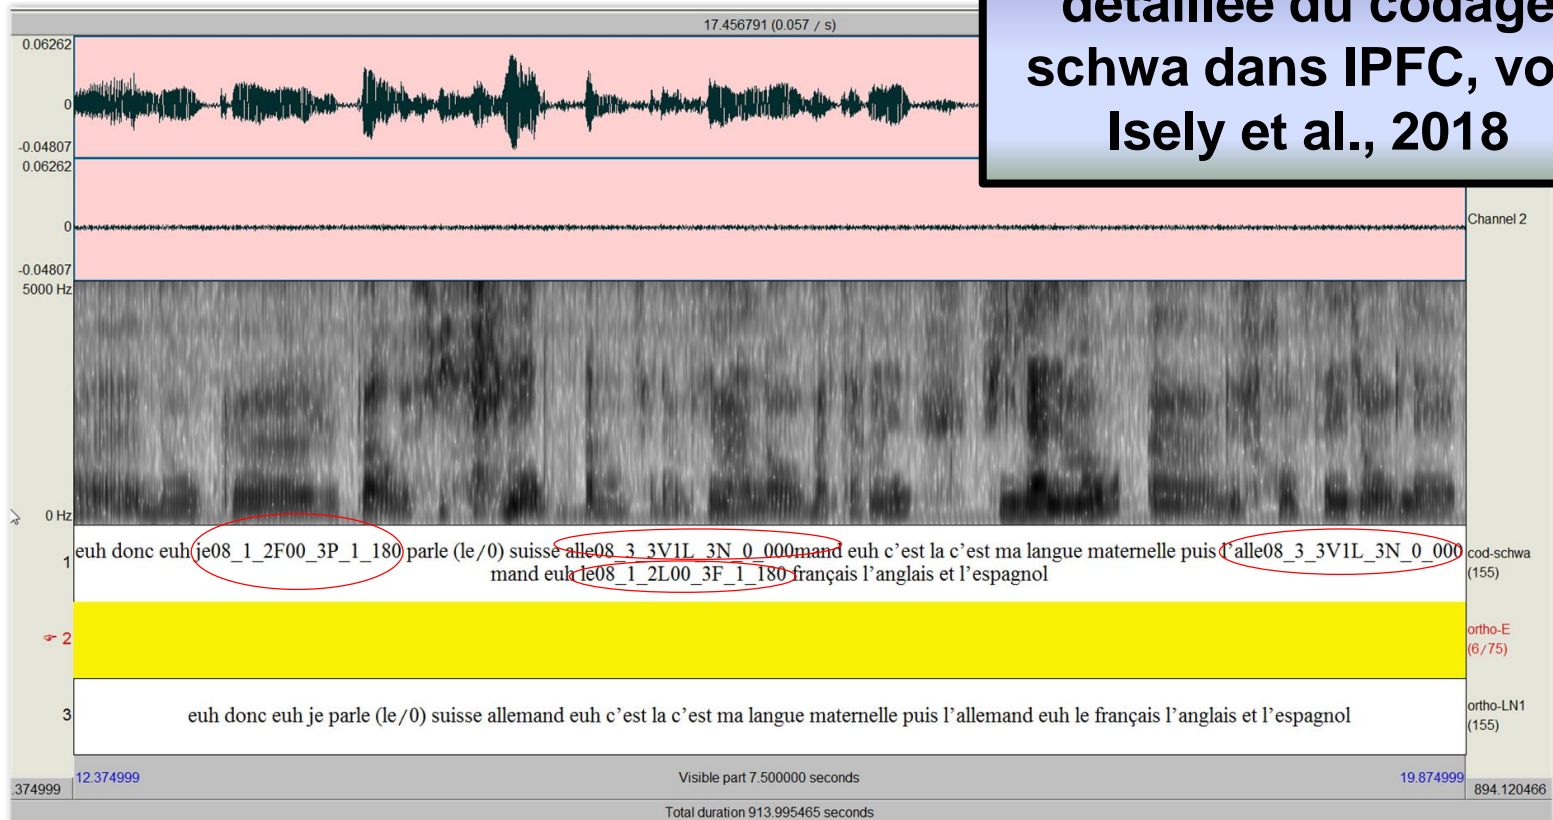 détaillée du codage
schwa dans IPFC,
Isely et al., 2018
17.456791 (0.057 / s)
0.06262
0
-0.04807
0.06262
0
-0.04807
Channel 2
5000 Hz
0 Hz
1
euh donc euh je08_1_2F00_3P_1_180 parle (le/0) suisse alle08_3_3V1L_3N_0_000mand euh c’est la c’est ma langue maternelle puis l’alle08_3_3V1L_3N_0_000
mand euh le08_1_2L00_3F_1_180 français l’anglais et l’espagnol
cod-schwa
(155)
2
ortho-E
(6/75)
3
euh donc euh je parle (le/0) suisse allemand euh c’est la c’est ma langue maternelle puis l’allemand euh le français l’anglais et l’espagnol
ortho-LN1
(155)
.374999
12.374999
Visible part 7.500000 seconds
19.874999
894.120466
Total duration 913.995465 seconds